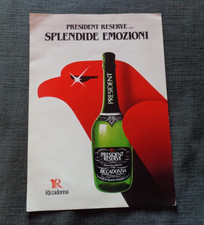 PRESIDENT RESERVE...
SPLENDIDE EMOZIONI
PRESIDENT
PRESIDENT
RESERVE
RICCADONNA
R
Riccadonna